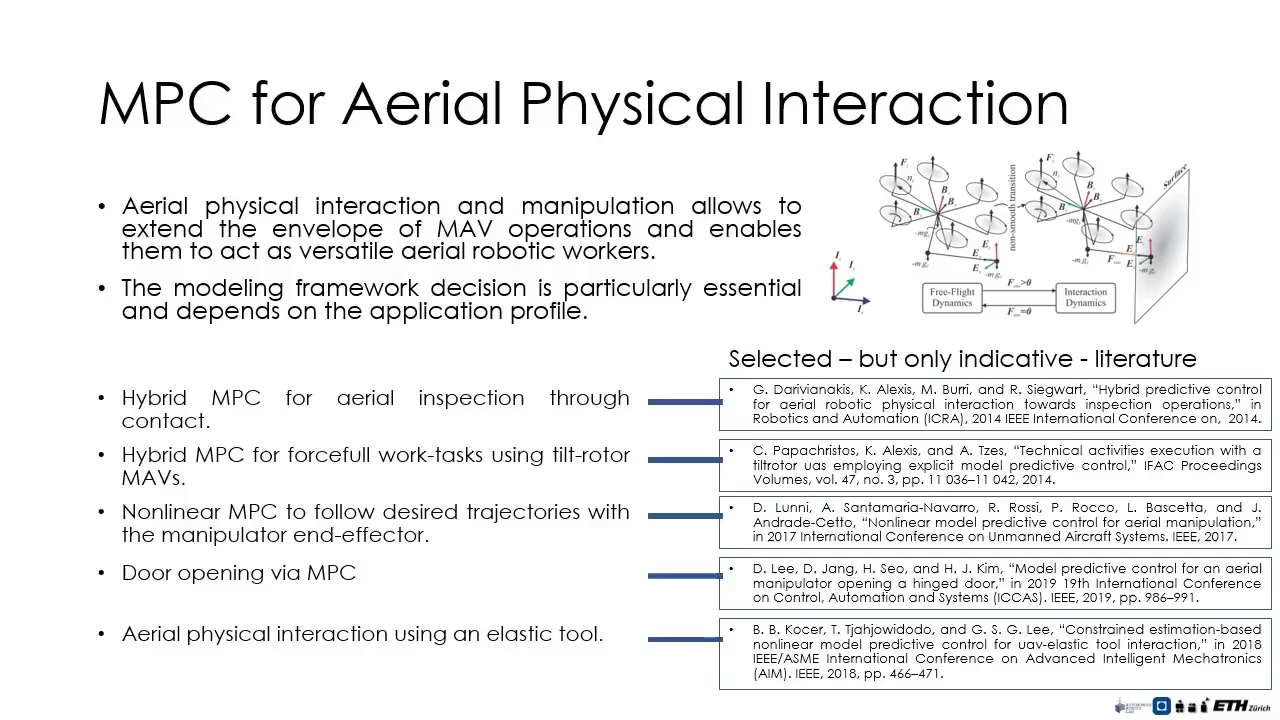 MPC for Aerial Physical Interaction
• Aerial physical interaction and manipulation allows to
extend the envelope of MAV operations and enables
them to act as versatile aerial robotic workers.
• The modeling framework decision is particularly essential
and depends on the application profile.
non-smooth transition
Surface
Free-Flight
Dynamics
Interaction
Dynamics
Selected – but only indicative - literature
• Hybrid MPC for aerial inspection through
contact.
• G. Darivianakis, K. Alexis, M. Burri, and R. Siegwart, “Hybrid predictive control
for aerial robotic physical interaction towards inspection operations,” in
Robotics and Automation (ICRA), 2014 IEEE International Conference on, 2014.
• Hybrid MPC for forcefull work-tasks using tilt-rotor
MAVs.
• C. Papachristos, K. Alexis, and A. Tzes, “Technical activities execution with a
tiltrotor uas employing explicit model predictive control,” IFAC Proceedings
Volumes, vol. 47, no. 3, pp. 11 036–11 042, 2014.
• Nonlinear MPC to follow desired trajectories with
the manipulator end-effector.
• D. Lunni, A. Santamaria-Navarro, R. Rossi, P. Rocco, L. Bascetta, and J.
Andrade-Cetto, “Nonlinear model predictive control for aerial manipulation,”
in 2017 International Conference on Unmanned Aircraft Systems. IEEE, 2017.
• Door opening via MPC
• D. Lee, D. Jang, H. Seo, and H. J. Kim, “Model predictive control for an aerial
manipulator opening a hinged door,” in 2019 19th International Conference
on Control, Automation and Systems (ICCAS). IEEE, 2019, pp. 986–991.
• Aerial physical interaction using an elastic tool.
• B. B. Kocer, T. Tjahjowidodo, and G. S. G. Lee, “Constrained estimation-based
nonlinear model predictive control for uav-elastic tool interaction,” in 2018
IEEE/ASME International Conference on Advanced Intelligent Mechatronics
(AIM). IEEE, 2018, pp. 466–471.
ETH Zürich